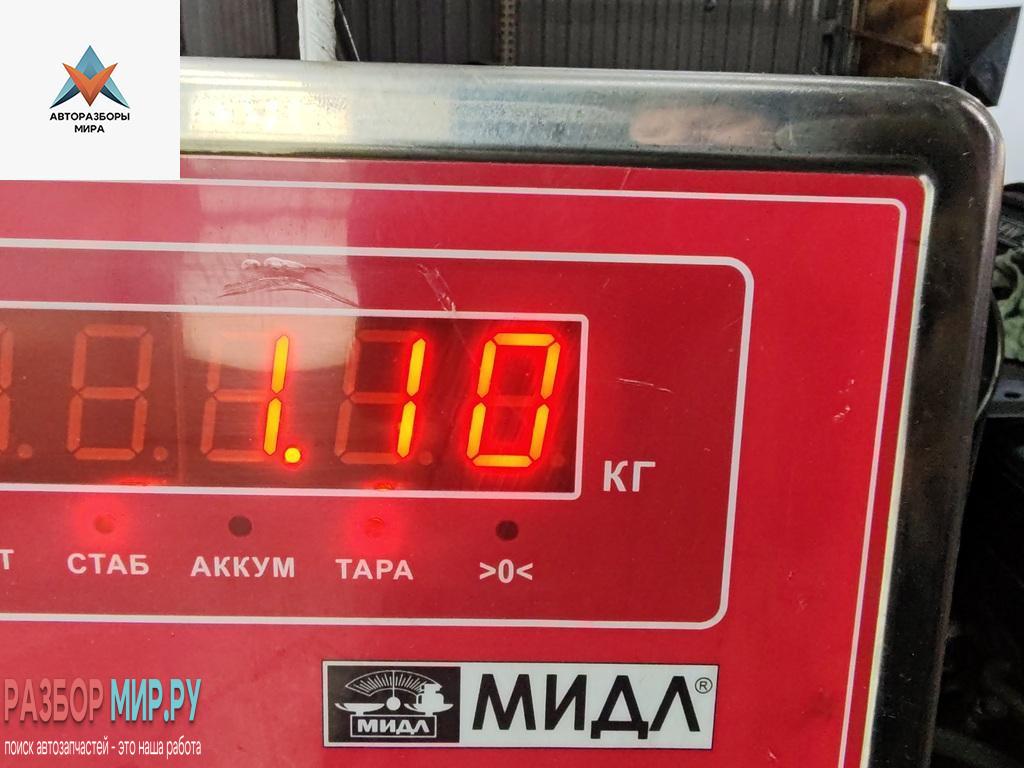 АВТОРАЗБОРЫ
МИРА
1.10
КГ
Т СТАБ АККУМ ТАРА >0<
МИДЛ МИДЛ®
РАЗБОР МИР.РУ
поиск автозапчастей - это наша работа